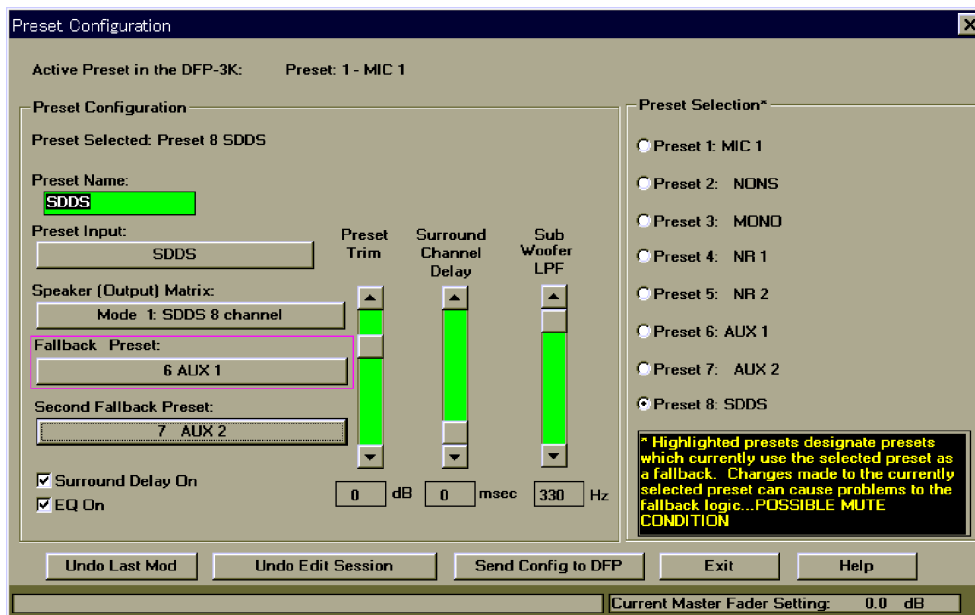 Preset Configuration
Active Preset in the DFP-3K: Preset: 1 - MIC 1
Preset Configuration
Preset Selected: Preset 8 SDDS
Preset Name:
SDDS
Preset Input:
SDDS
Speaker (Output) Matrix:
Mode 1: SDDS 8 channel
Fallback Preset:
6 AUX 1
Second Fallback Preset:
7 AUX 2
Surround Delay On
EQ On
Preset
Trim
0 dB
Surround
Channel
Delay
0 msec
Sub
Woofer
LPF
330 Hz
Preset Selection*
Preset 1: MIC 1
Preset 2: NONS
Preset 3: MONO
Preset 4: NR 1
Preset 5: NR 2
Preset 6: AUX 1
Preset 7: AUX 2
Preset 8: SDDS
* Highlighted presets designate presets
which currently use the selected preset as
a fallback. Changes made to the currently
selected preset can cause problems to the
fallback logic...POSSIBLE MUTE
CONDITION
Undo Last Mod
Undo Edit Session
Send Config to DFP
Exit
Help
Current Master Fader Setting: 0.0 dB